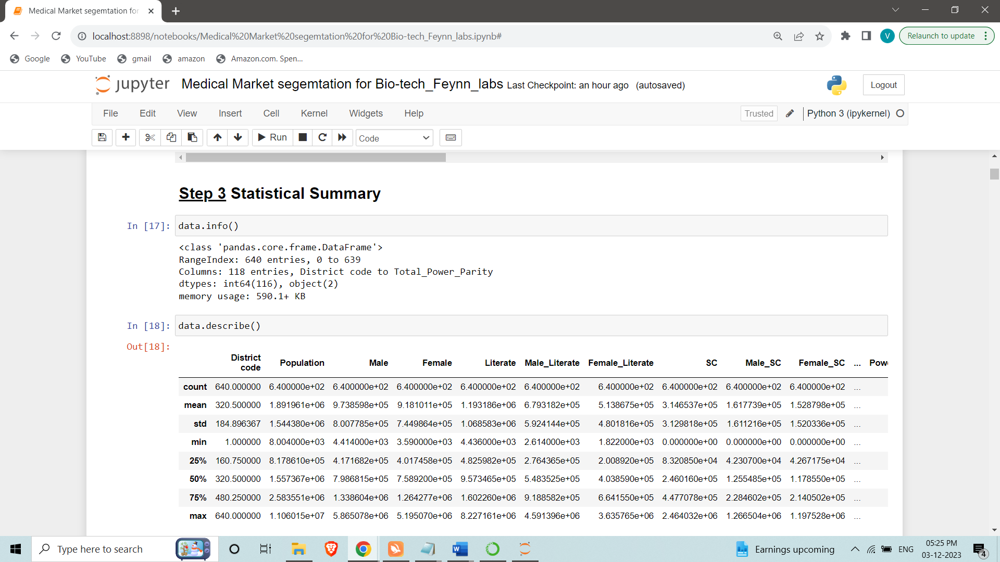 Medical Market segemtation for
localhost:8898/notebooks/Medical%20Market%20segemtation%20for%20Bio-tech_Feynn_labs.ipynb#
V
Relaunch to update
Google YouTube gmail amazon Amazon.com. Spen...
jupyter Medical Market segemtation for Bio-tech_Feynn_labs Last Checkpoint: an hour ago (autosaved)
Logout
File Edit View Insert Cell Kernel Widgets Help
Trusted Python 3 (ipykernel)
Run Code
Step 3 Statistical Summary
In [17]: data.info()
<class 'pandas.core.frame.DataFrame'>
RangeIndex: 640 entries, 0 to 639
Columns: 118 entries, District code to Total_Power_Parity
dtypes: int64(116), object(2)
memory usage: 590.1+ KB
In [18]: data.describe()
Out[18]:
District code Population Male Female Literate Male_Literate Female_Literate SC Male_SC Female_SC ... Pow
count 640.000000 6.400000e+02 6.400000e+02 6.400000e+02 6.400000e+02 6.400000e+02 6.400000e+02 6.400000e+02 6.400000e+02 6.400000e+02 ...
mean 320.500000 1.891961e+06 9.738598e+05 9.181011e+05 1.193186e+06 6.793182e+05 5.138675e+05 3.146537e+05 1.617739e+05 1.528798e+05 ...
std 184.896367 1.544380e+06 8.007785e+05 7.449864e+05 1.068583e+06 5.924144e+05 4.801816e+05 3.129818e+05 1.611216e+05 1.520336e+05 ...
min 1.000000 8.004000e+03 4.414000e+03 3.590000e+03 4.436000e+03 2.614000e+03 1.822000e+03 0.000000e+00 0.000000e+00 0.000000e+00 ...
25% 160.750000 8.178610e+05 4.171682e+05 4.017458e+05 4.825982e+05 2.764365e+05 2.008920e+05 8.320850e+04 4.230700e+04 4.267175e+04 ...
50% 320.500000 1.557367e+06 7.986815e+05 7.589200e+05 9.573465e+05 5.483525e+05 4.038590e+05 2.460160e+05 1.255485e+05 1.178550e+05 ...
75% 480.250000 2.583551e+06 1.338604e+06 1.264277e+06 1.602260e+06 9.188582e+05 6.641550e+05 4.477078e+05 2.284602e+05 2.140502e+05 ...
max 640.000000 1.106015e+07 5.865078e+06 5.195070e+06 8.227161e+06 4.591396e+06 3.635765e+06 2.464032e+06 1.266504e+06 1.197528e+06 ...
Type here to search
W
Earnings upcoming
ENG
05:25 PM
03-12-2023
4